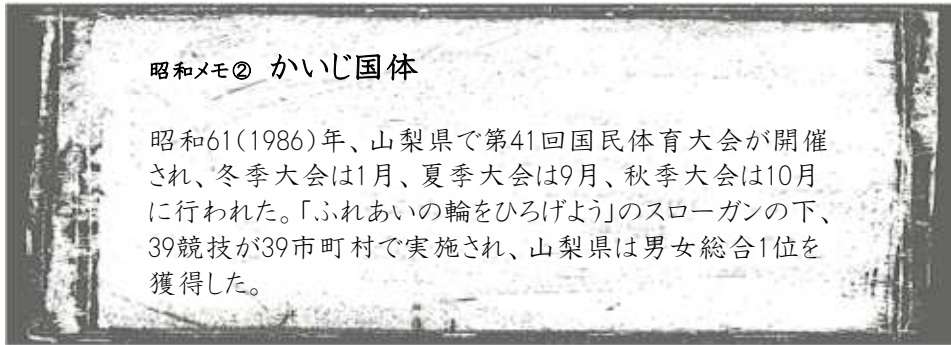 昭和メモ② かいじ国体
昭和61(1986)年、山梨県で第41回国民体育大会が開催
され、冬季大会は1月、夏季大会は9月、秋季大会は10月
に行われた。「ふれあいの輪をひろげよう」のスローガンの下、
39競技が39市町村で実施され、山梨県は男女総合1位を
獲得した。